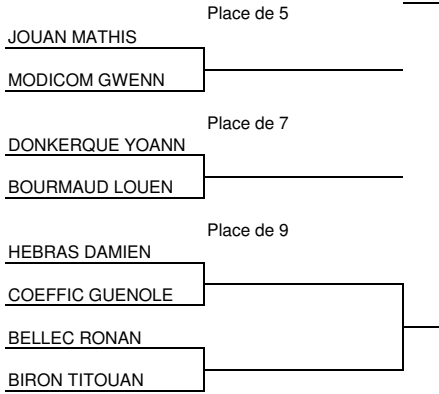 Place de 5
JOUAN MATHIS
MODICOM GWENN
Place de 7
DONKERQUE YOANN
BOURMAUD LOUEN
Place de 9
HEBRAS DAMIEN
COEFFIC GUENOLE
BELLEC RONAN
BIRON TITOUAN